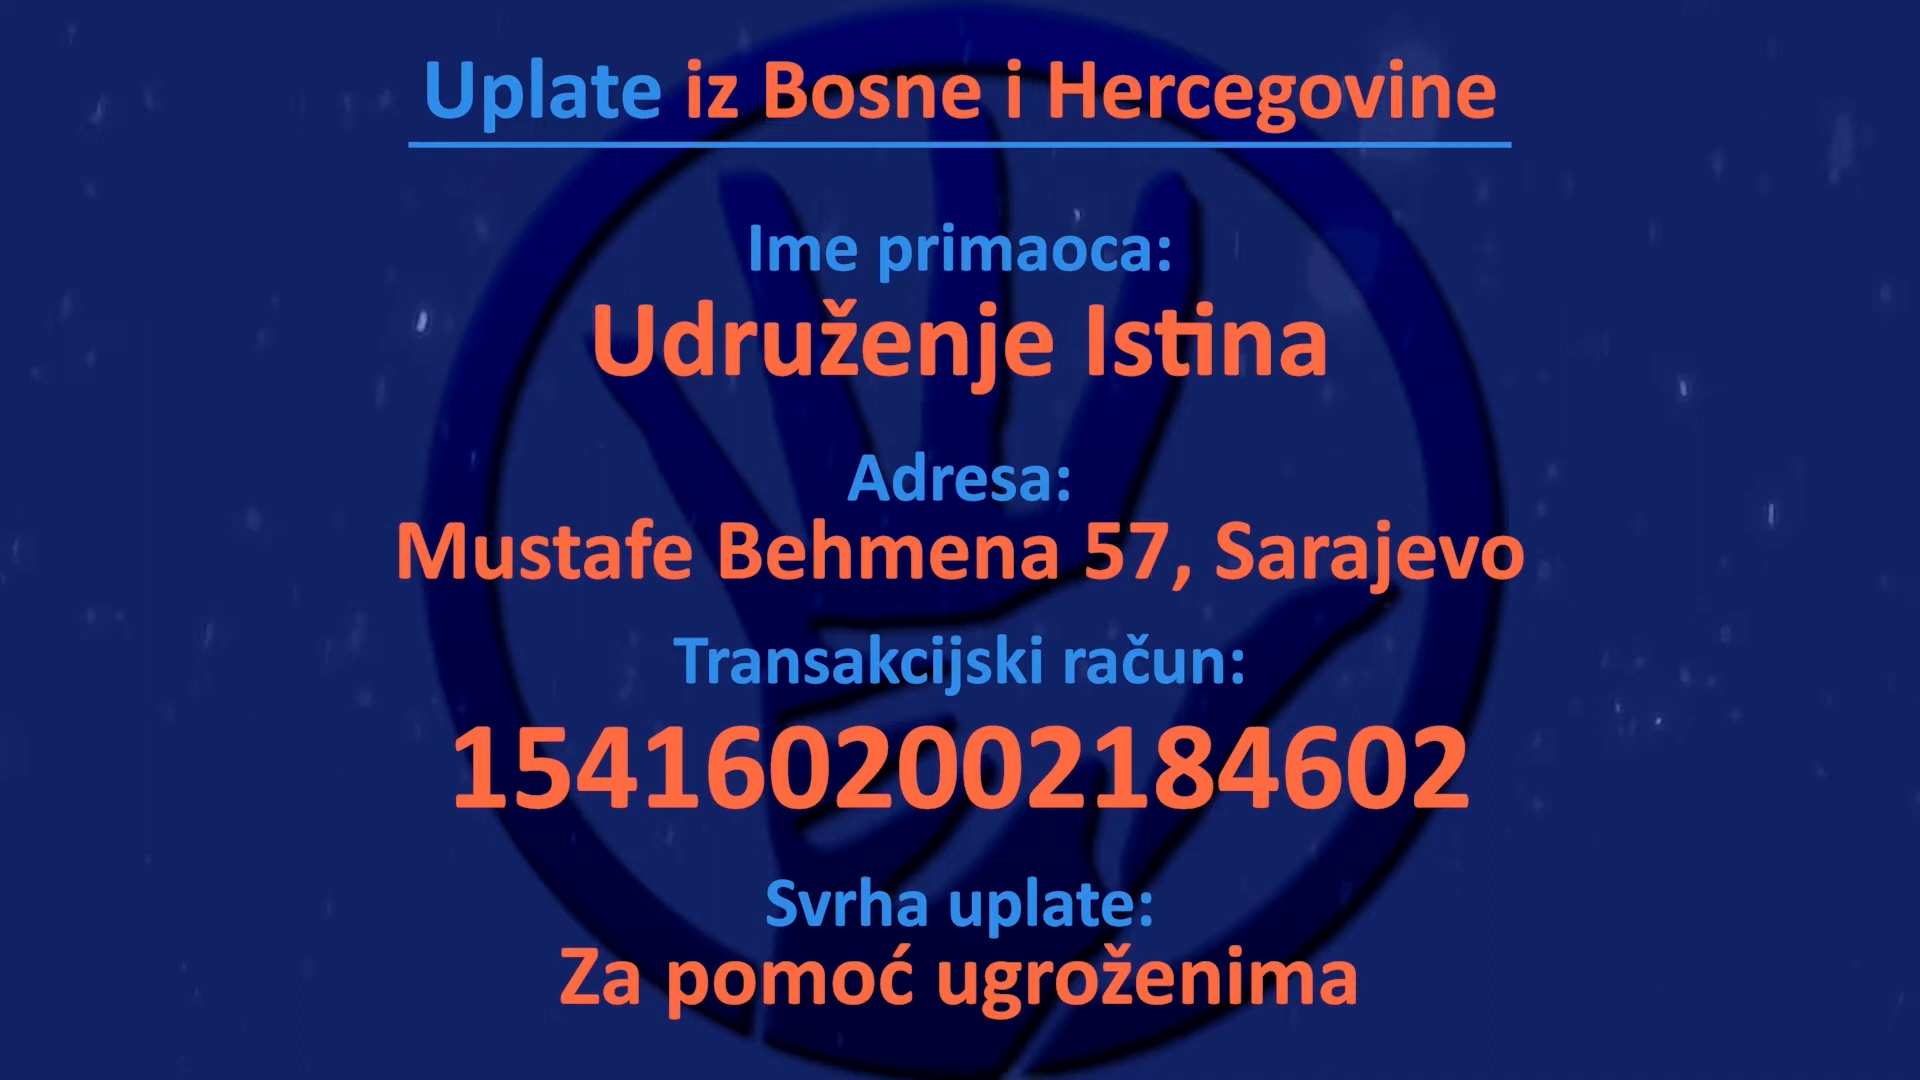 Uplate iz Bosne i Hercegovine
Ime primaoca:
Udruženje Istina
Adresa:
Mustafe Behmena 57, Sarajevo
Transakcijski račun:
1541602002184602
Svrha uplate:
Za pomoć ugroženima